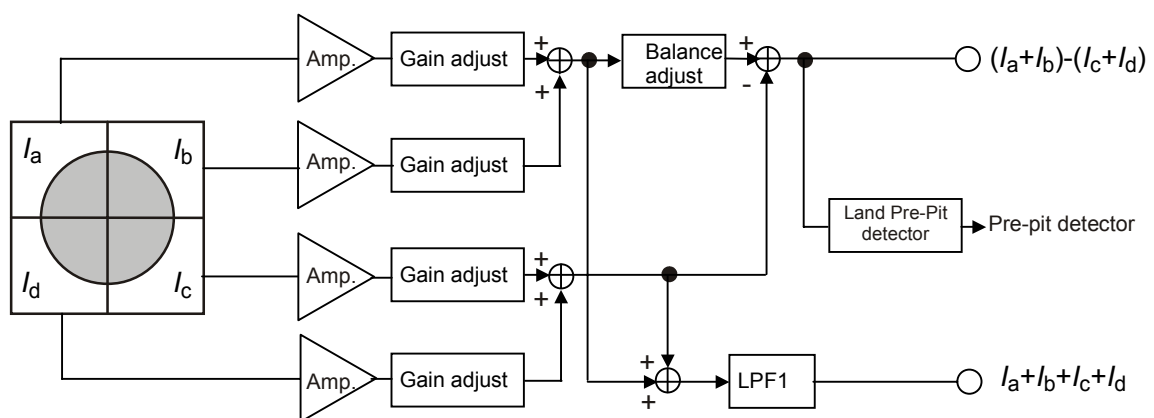 Amp.
Gain adjust
+
+
Balance
adjust
+
-
(Ia+Ib)-(Ic+Id)
Ia
Ib
Amp.
Gain adjust
Land Pre-Pit
detector
Pre-pit detector
Id
Ic
Amp.
Gain adjust
+
+
Amp.
Gain adjust
+
+
LPF1
Ia+Ib+Ic+Id